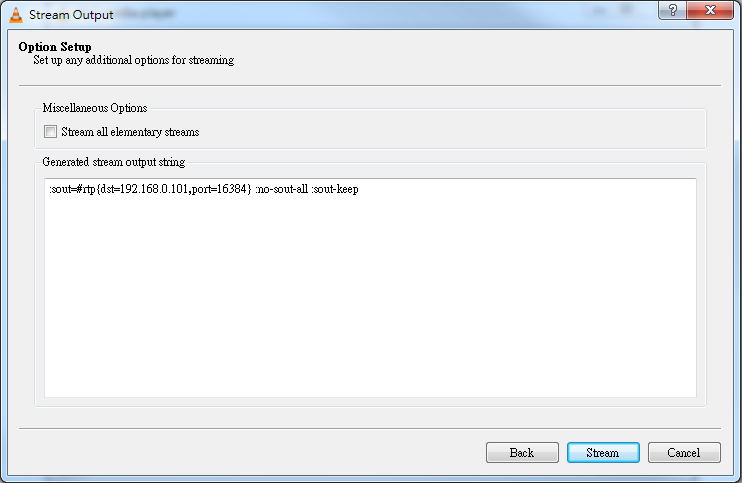 Stream Output
Option Setup
Set up any additional options for streaming
Miscellaneous Options
Stream all elementary streams
Generated stream output string
:sout=#rtp{dst=192.168.0.101,port=16384} :no-sout-all :sout-keep
Back
Stream
Cancel